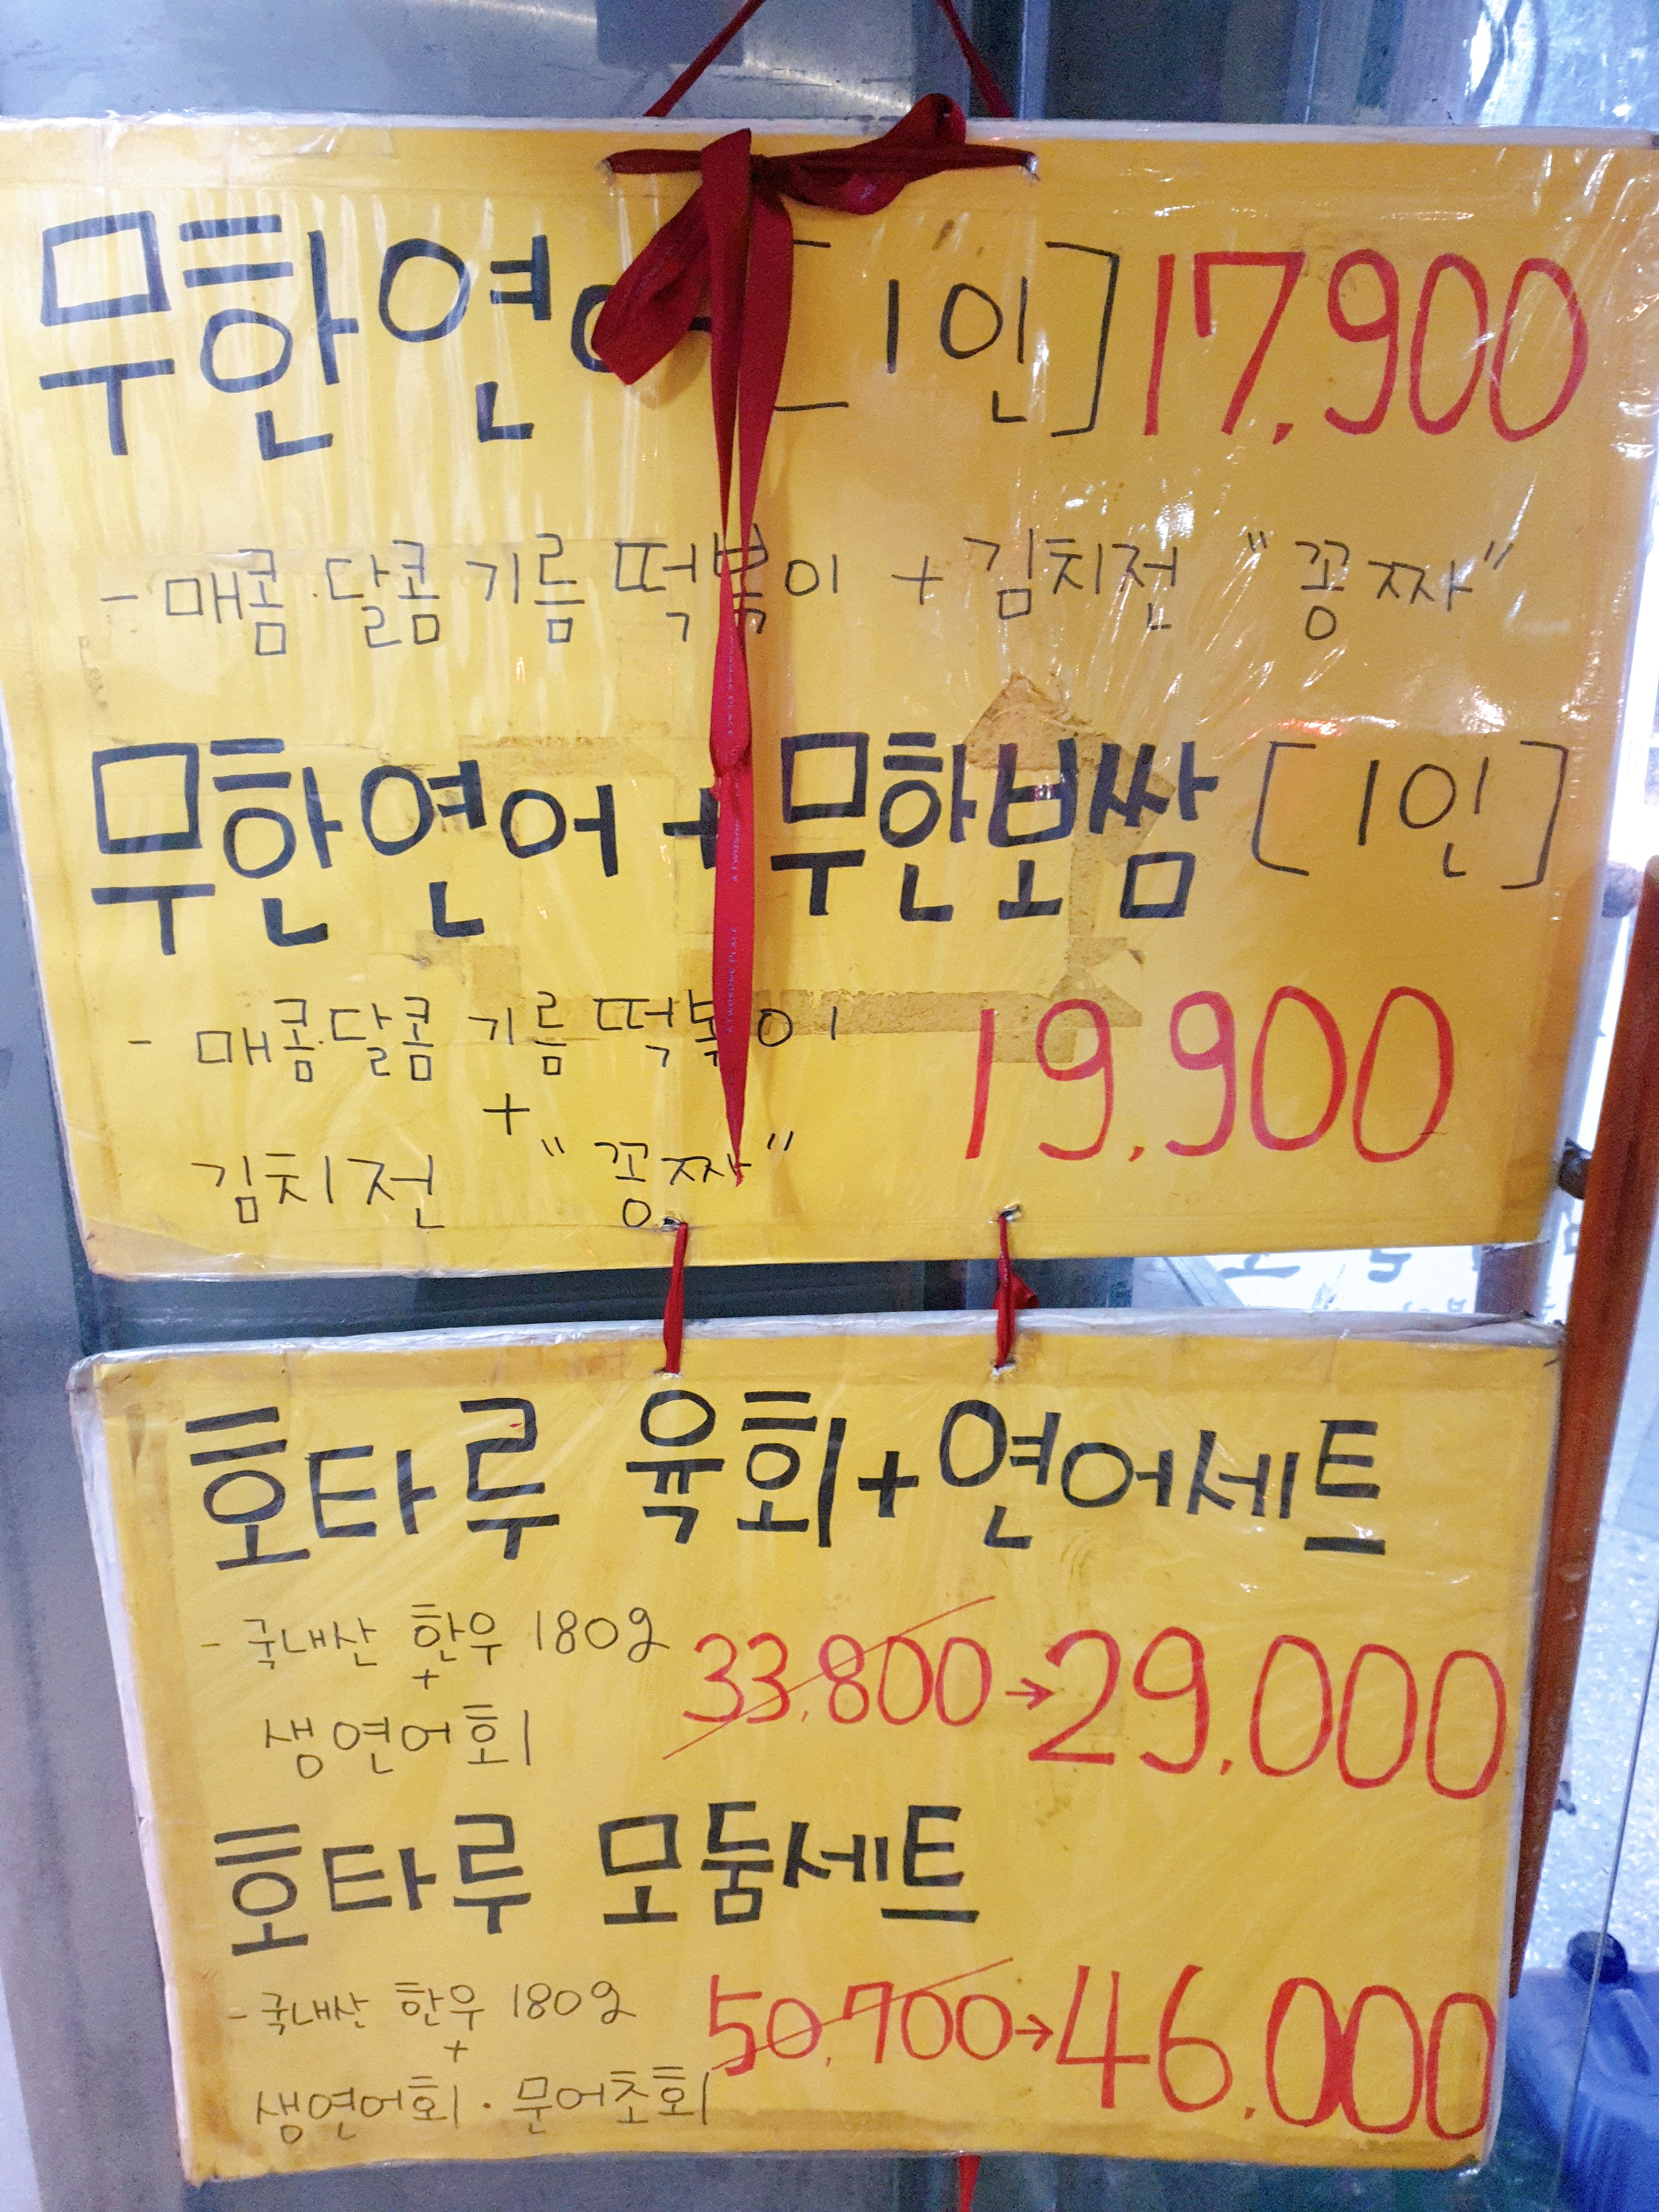 무한연어 [1인] 17,900
- 매콤·달콤 기름 떡볶이 + 김치전 "꽁짜"
무한연어 + 무한보쌈 [1인]
- 매콤·달콤 기름 떡볶이
19,900
+
김치전 "꽁짜"
호타루 육회+연어세트
- 국내산 한우 180g
+
33,800→29,000
생연어회
호타루 모둠세트
- 국내산 한우 180g
+
50,700→46,000
생연어회·문어초회